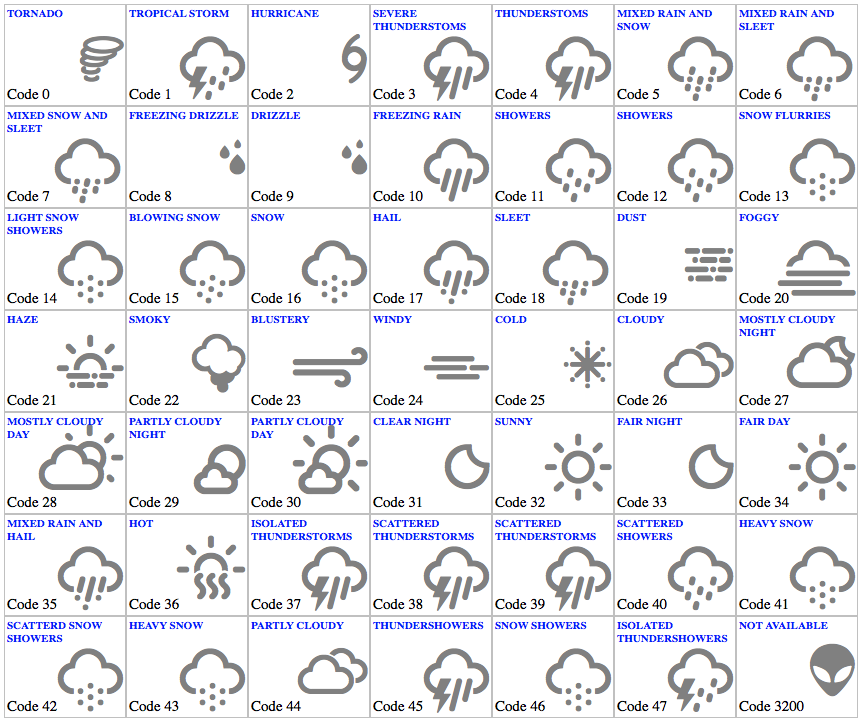 TORNADO
Code 0
TROPICAL STORM
Code 1
HURRICANE
Code 2
SEVERE
THUNDERSTOMS
Code 3
THUNDERSTOMS
Code 4
MIXED RAIN AND
SNOW
Code 5
MIXED RAIN AND
SLEET
Code 6
MIXED SNOW AND
SLEET
Code 7
FREEZING DRIZZLE
Code 8
DRIZZLE
Code 9
FREEZING RAIN
Code 10
SHOWERS
Code 11
SHOWERS
Code 12
SNOW FLURRIES
Code 13
LIGHT SNOW
SHOWERS
Code 14
BLOWING SNOW
Code 15
SNOW
Code 16
HAIL
Code 17
SLEET
Code 18
DUST
Code 19
FOGGY
Code 20
HAZE
Code 21
SMOKY
Code 22
BLUSTERY
Code 23
WINDY
Code 24
COLD
Code 25
CLOUDY
Code 26
MOSTLY CLOUDY
NIGHT
Code 27
MOSTLY CLOUDY
DAY
Code 28
PARTLY CLOUDY
NIGHT
Code 29
PARTLY CLOUDY
DAY
Code 30
CLEAR NIGHT
Code 31
SUNNY
Code 32
FAIR NIGHT
Code 33
FAIR DAY
Code 34
MIXED RAIN AND
HAIL
Code 35
HOT
Code 36
ISOLATED
THUNDERSTORMS
Code 37
SCATTERED
THUNDERSTORMS
Code 38
SCATTERED
THUNDERSTORMS
Code 39
SCATTERED
SHOWERS
Code 40
HEAVY SNOW
Code 41
SCATTERD SNOW
SHOWERS
Code 42
HEAVY SNOW
Code 43
PARTLY CLOUDY
Code 44
THUNDERSHOWERS
Code 45
SNOW SHOWERS
Code 46
ISOLATED
THUNDERSHOWERS
Code 47
NOT AVAILABLE
Code 3200